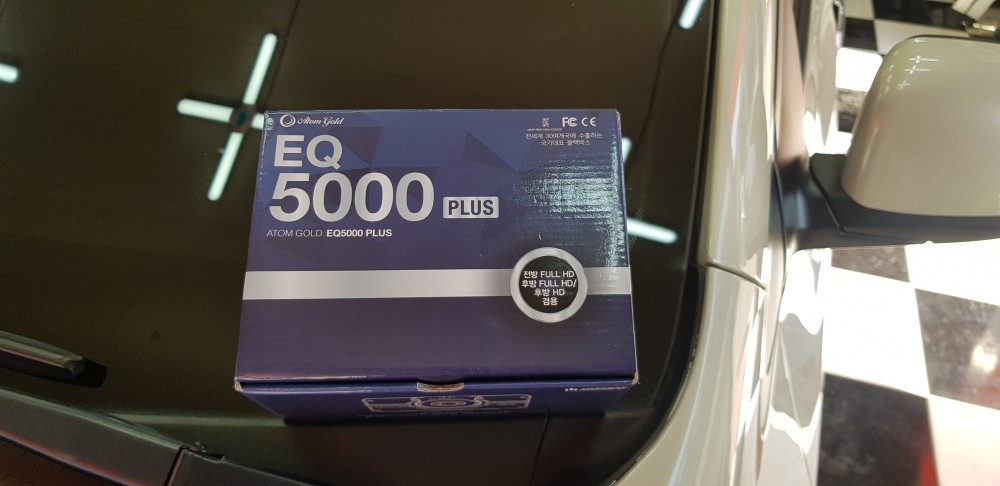 Atom Gold
FC CE
전세계 30여개국에 수출하는
국가대표 블랙박스
EQ
5000 PLUS
ATOM GOLD EQ5000 PLUS
전방 FULL HD
후방 FULL HD/
후방 HD
겸용